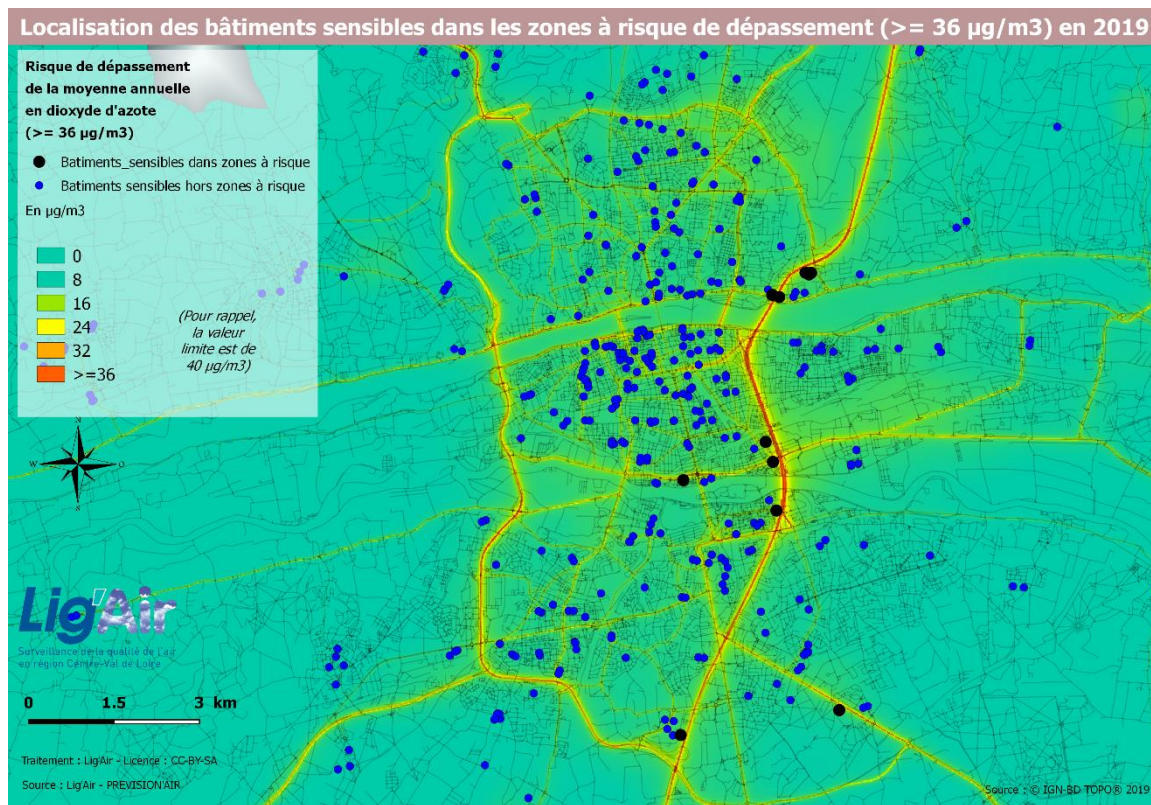 Localisation des bâtiments sensibles dans les zones à risque de dépassement (>= 36 µg/m3) en 2019
Risque de dépassement
de la moyenne annuelle
en dioxyde d'azote
(>= 36 µg/m3)
Batiments_sensibles dans zones à risque
Batiments sensibles hors zones à risque
En µg/m3
0
8
16
24
32
>=36
(Pour rappel,
la valeur
limite est de
40 µg/m3)
N
W
O
S
Lig'Air
Surveillance de la qualité de l'air
en région Centre-Val de Loire
0 1.5 3 km
Traitement : Lig'Air - Licence : CC-BY-SA
Source : Lig'Air - PREVISION'AIR
Source : © IGN-BD TOPO® 2019